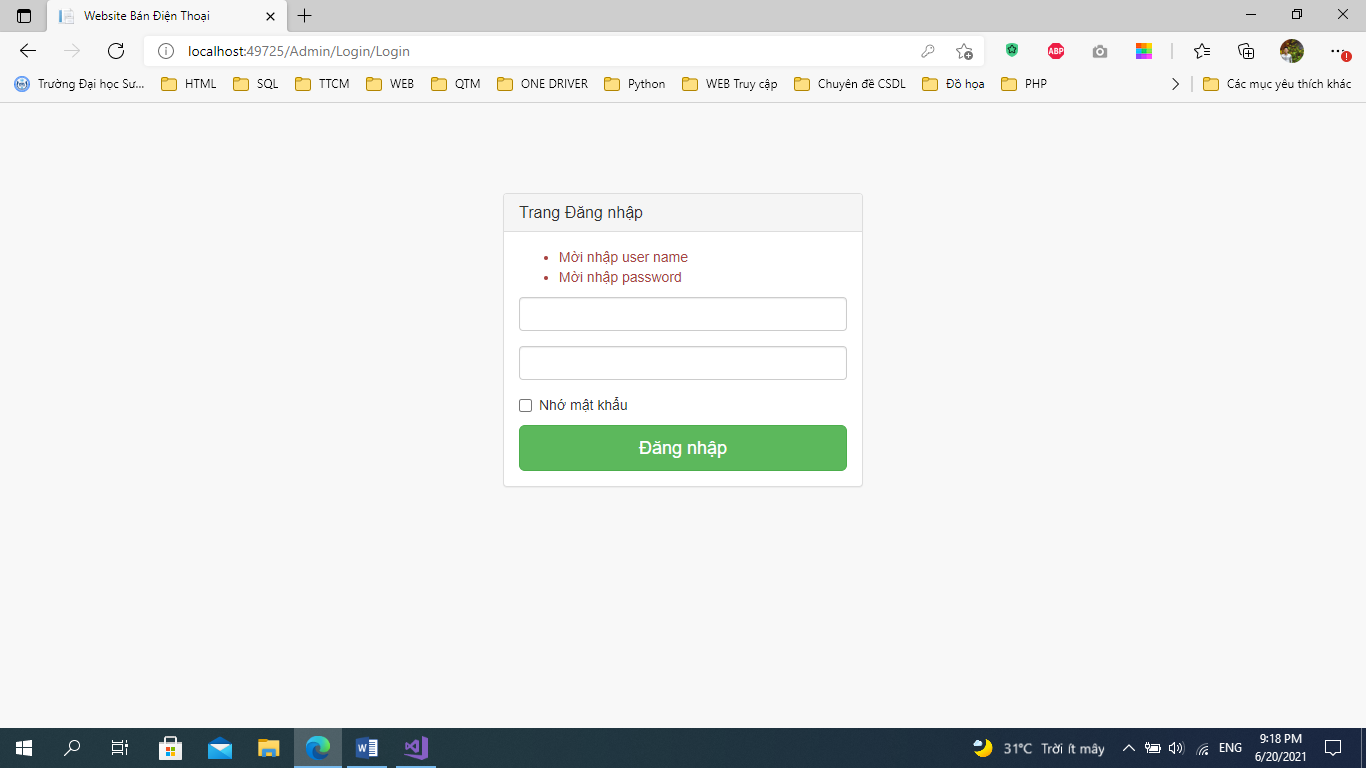 Website Bán Điện Thoại
localhost:49725/Admin/Login/Login
ABP
Trường Đại học Sư... HTML SQL TTCM WEB QTM ONE DRIVER Python WEB Truy cập Chuyên đề CSDL Đồ họa PHP Các mục yêu thích khác
Trang Đăng nhập
Mời nhập user name
Mời nhập password
Nhớ mật khẩu
Đăng nhập
31°C Trời ít mây ENG 9:18 PM
6/20/2021